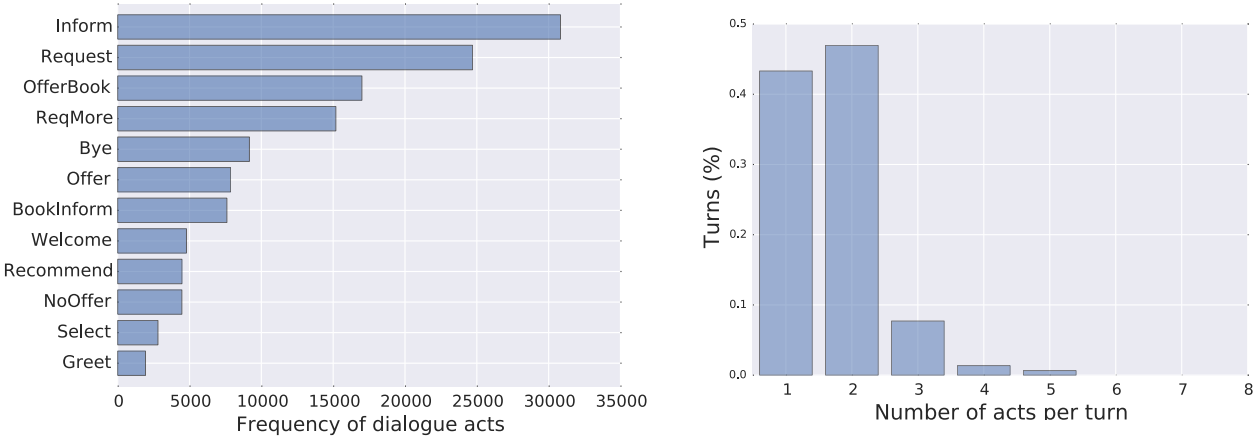 Inform
Request
OfferBook
ReqMore
Bye
Offer
BookInform
Welcome
Recommend
NoOffer
Select
Greet
0 5000 10000 15000 20000 25000 30000 35000
Frequency of dialogue acts
0.5
0.4
0.3
0.2
0.1
0.0
Turns (%)
1 2 3 4 5 6 7 8
Number of acts per turn